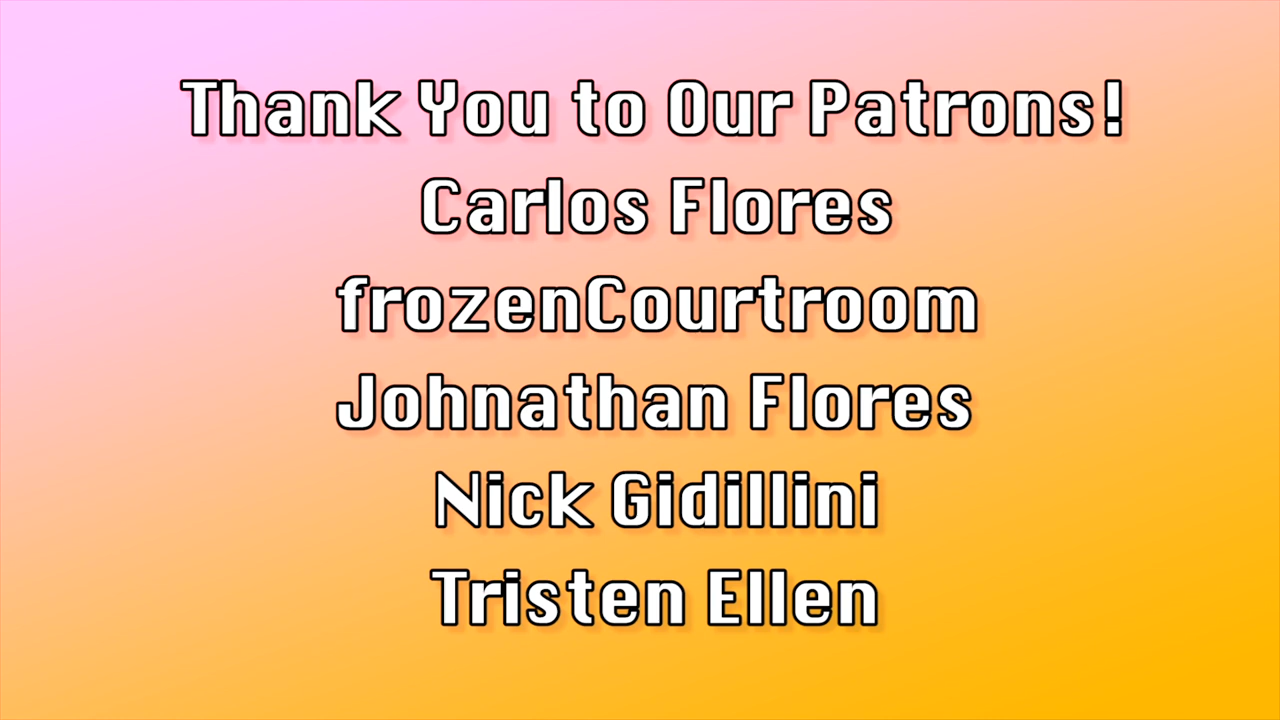 Thank You to Our Patrons!
Carlos Flores
frozenCourtroom
Johnathan Flores
Nick Gidillini
Tristen Ellen